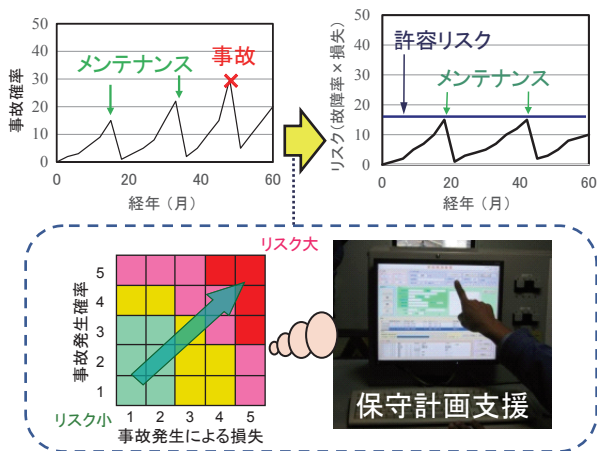 50
40
30
20
10
0
事故確率
メンテナンス
事故
0
20
40
60
経年（月）
50
40
30
20
10
0
リスク(故障率×損失)
許容リスク
メンテナンス
0
20
40
60
経年（月）
リスク大
5
4
3
2
1
事故発生確率
リスク小
1 2 3 4 5
事故発生による損失
保守計画支援